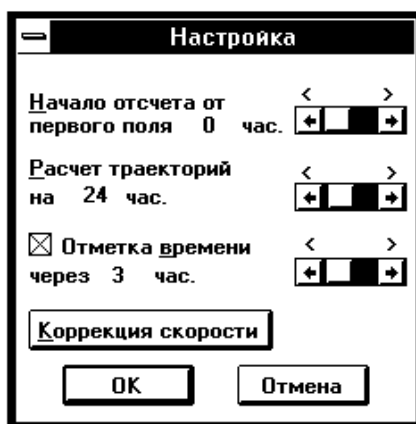 Настройка
Начало отсчета от
первого поля 0 час.
< >
Расчет траекторий
на 24 час.
< >
Отметка времени
через 3 час.
< >
Коррекция скорости
OK Отмена